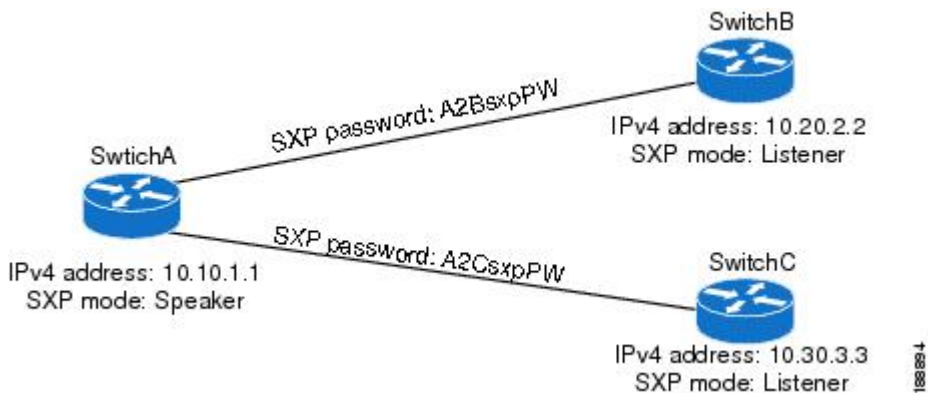 SwitchB
SXP password: A2BsxpPW
IPv4 address: 10.20.2.2
SXP mode: Listener
SwtichA
IPv4 address: 10.10.1.1
SXP mode: Speaker
SXP password: A2CsxpPW
SwitchC
IPv4 address: 10.30.3.3
SXP mode: Listener
188894